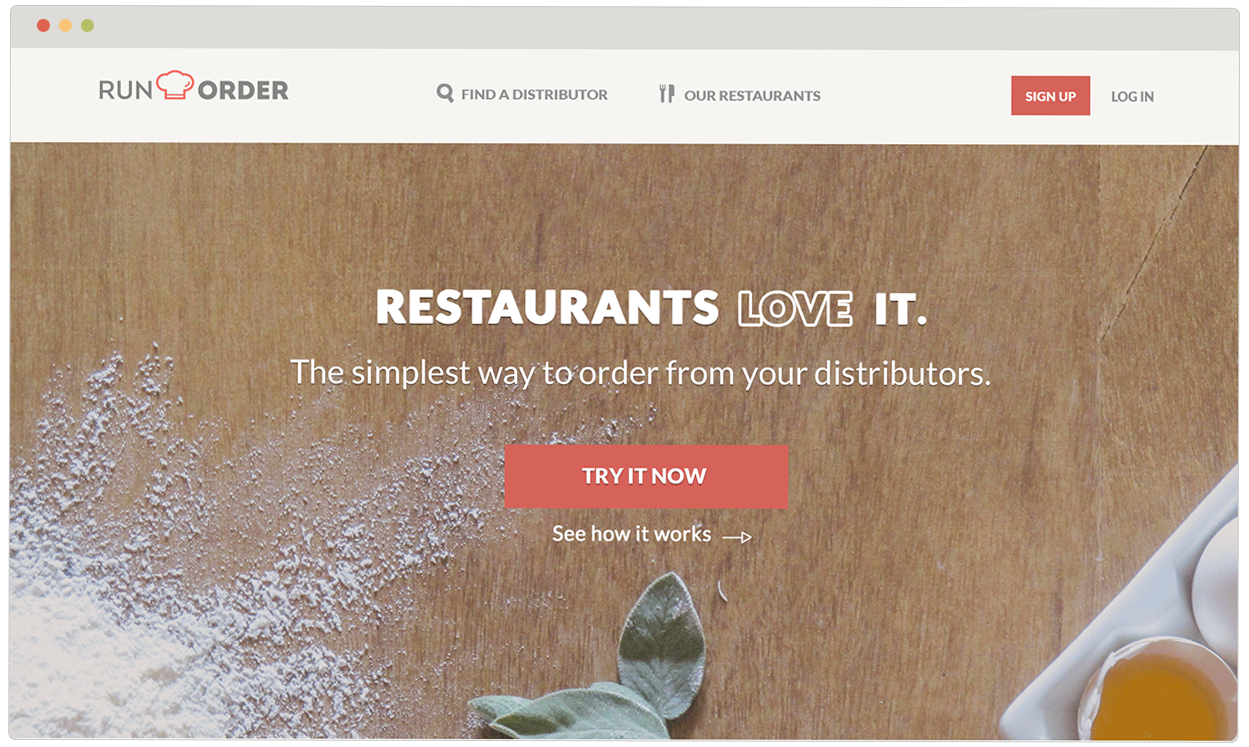 RUN ORDER
FIND A DISTRIBUTOR
OUR RESTAURANTS
SIGN UP
LOG IN
RESTAURANTS LOVE IT.
The simplest way to order from your distributors.
TRY IT NOW
See how it works